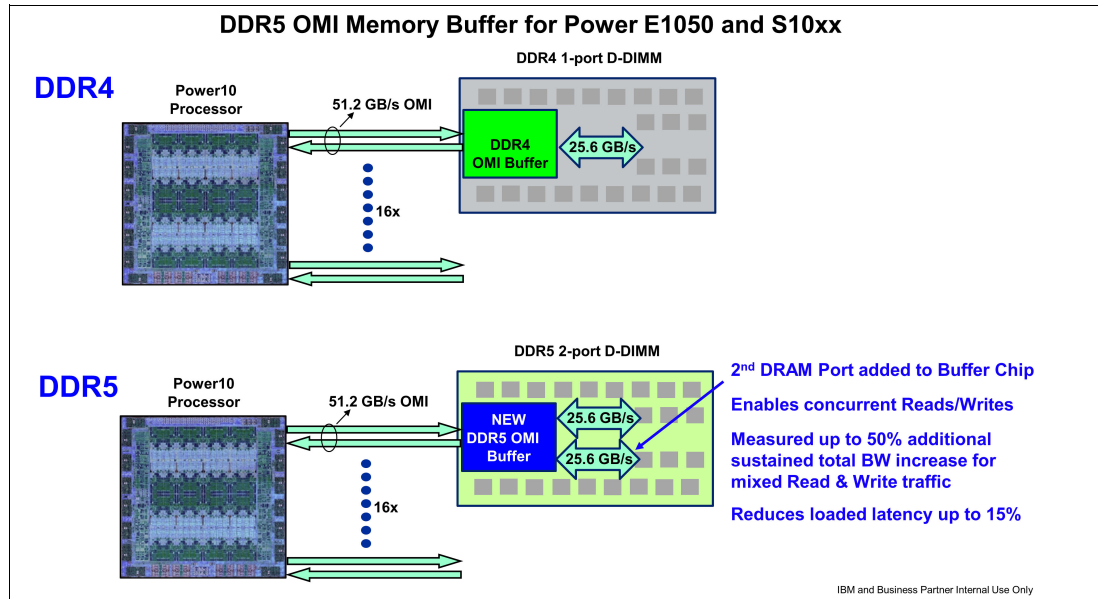 DDR5 OMI Memory Buffer for Power E1050 and S10xx
DDR4
Power10
Processor
51.2 GB/s OMI
16x
DDR4 1-port D-DIMM
DDR4
OMI Buffer
25.6 GB/s
DDR5
Power10
Processor
51.2 GB/s OMI
16x
DDR5 2-port D-DIMM
NEW
DDR5 OMI
Buffer
25.6 GB/s
25.6 GB/s
2nd DRAM Port added to Buffer Chip
Enables concurrent Reads/Writes
Measured up to 50% additional
sustained total BW increase for
mixed Read & Write traffic
Reduces loaded latency up to 15%
IBM and Business Partner Internal Use Only